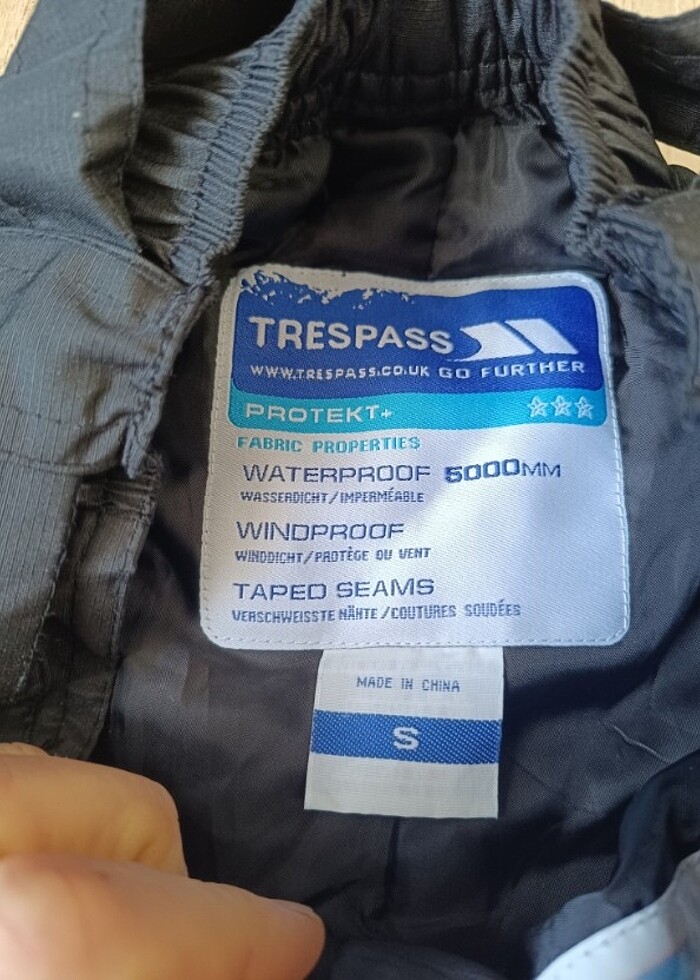 TRESPASS
WWW.TRESPASS.CO.UK GO FURTHER
PROTEKT+
FABRIC PROPERTIES
WATERPROOF 5000MM
WASSERDICHT/IMPERMÉABLE
WINDPROOF
WINDDICHT/PROTÈGE DU VENT
TAPED SEAMS
VERSCHWEISSTE NÄHTE/COUTURES SOUDÉES
MADE IN CHINA
S